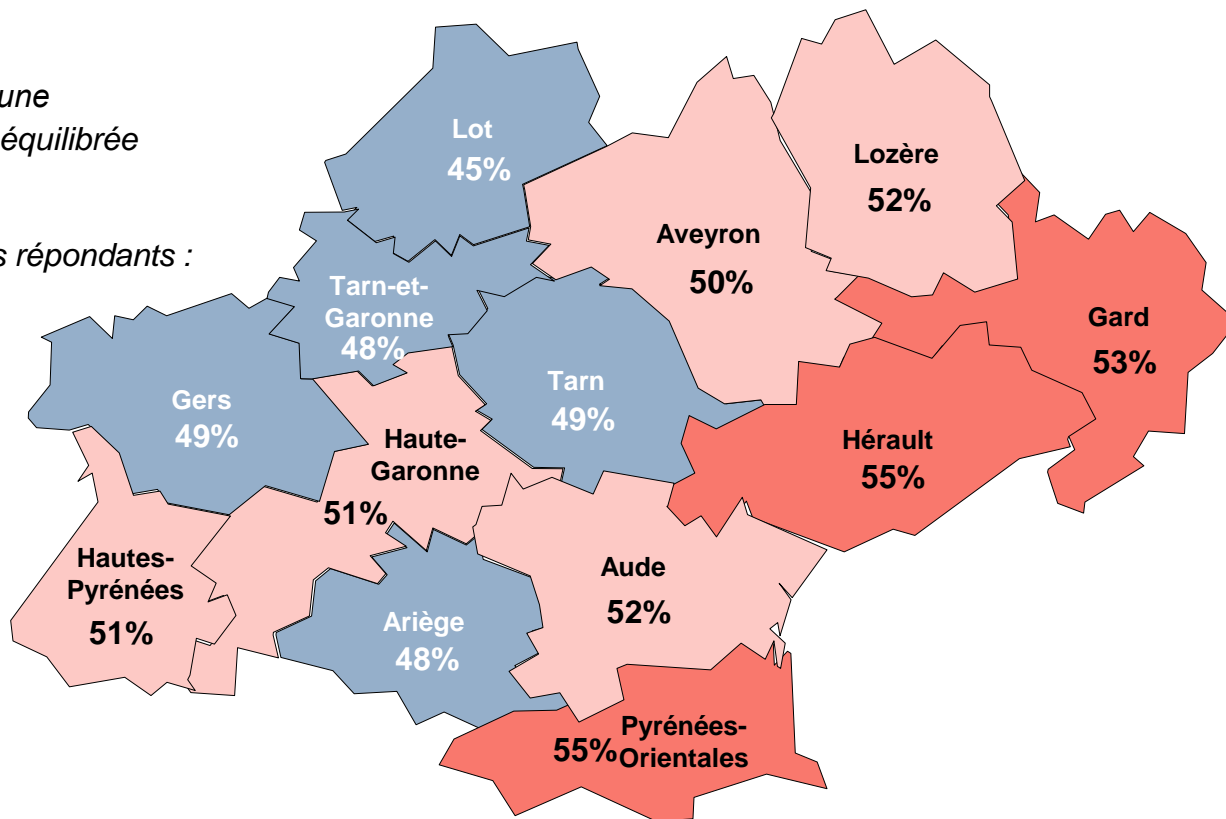 une
équilibrée
s répondants :
Lot
45%
Lozère
52%
Aveyron
50%
Tarn-et-
Garonne
48%
Gard
53%
Tarn
49%
Gers
49%
Haute-
Garonne
51%
Hérault
55%
Hautes-
Pyrénées
51%
Aude
52%
Ariège
48%
Pyrénées-
55%Orientales